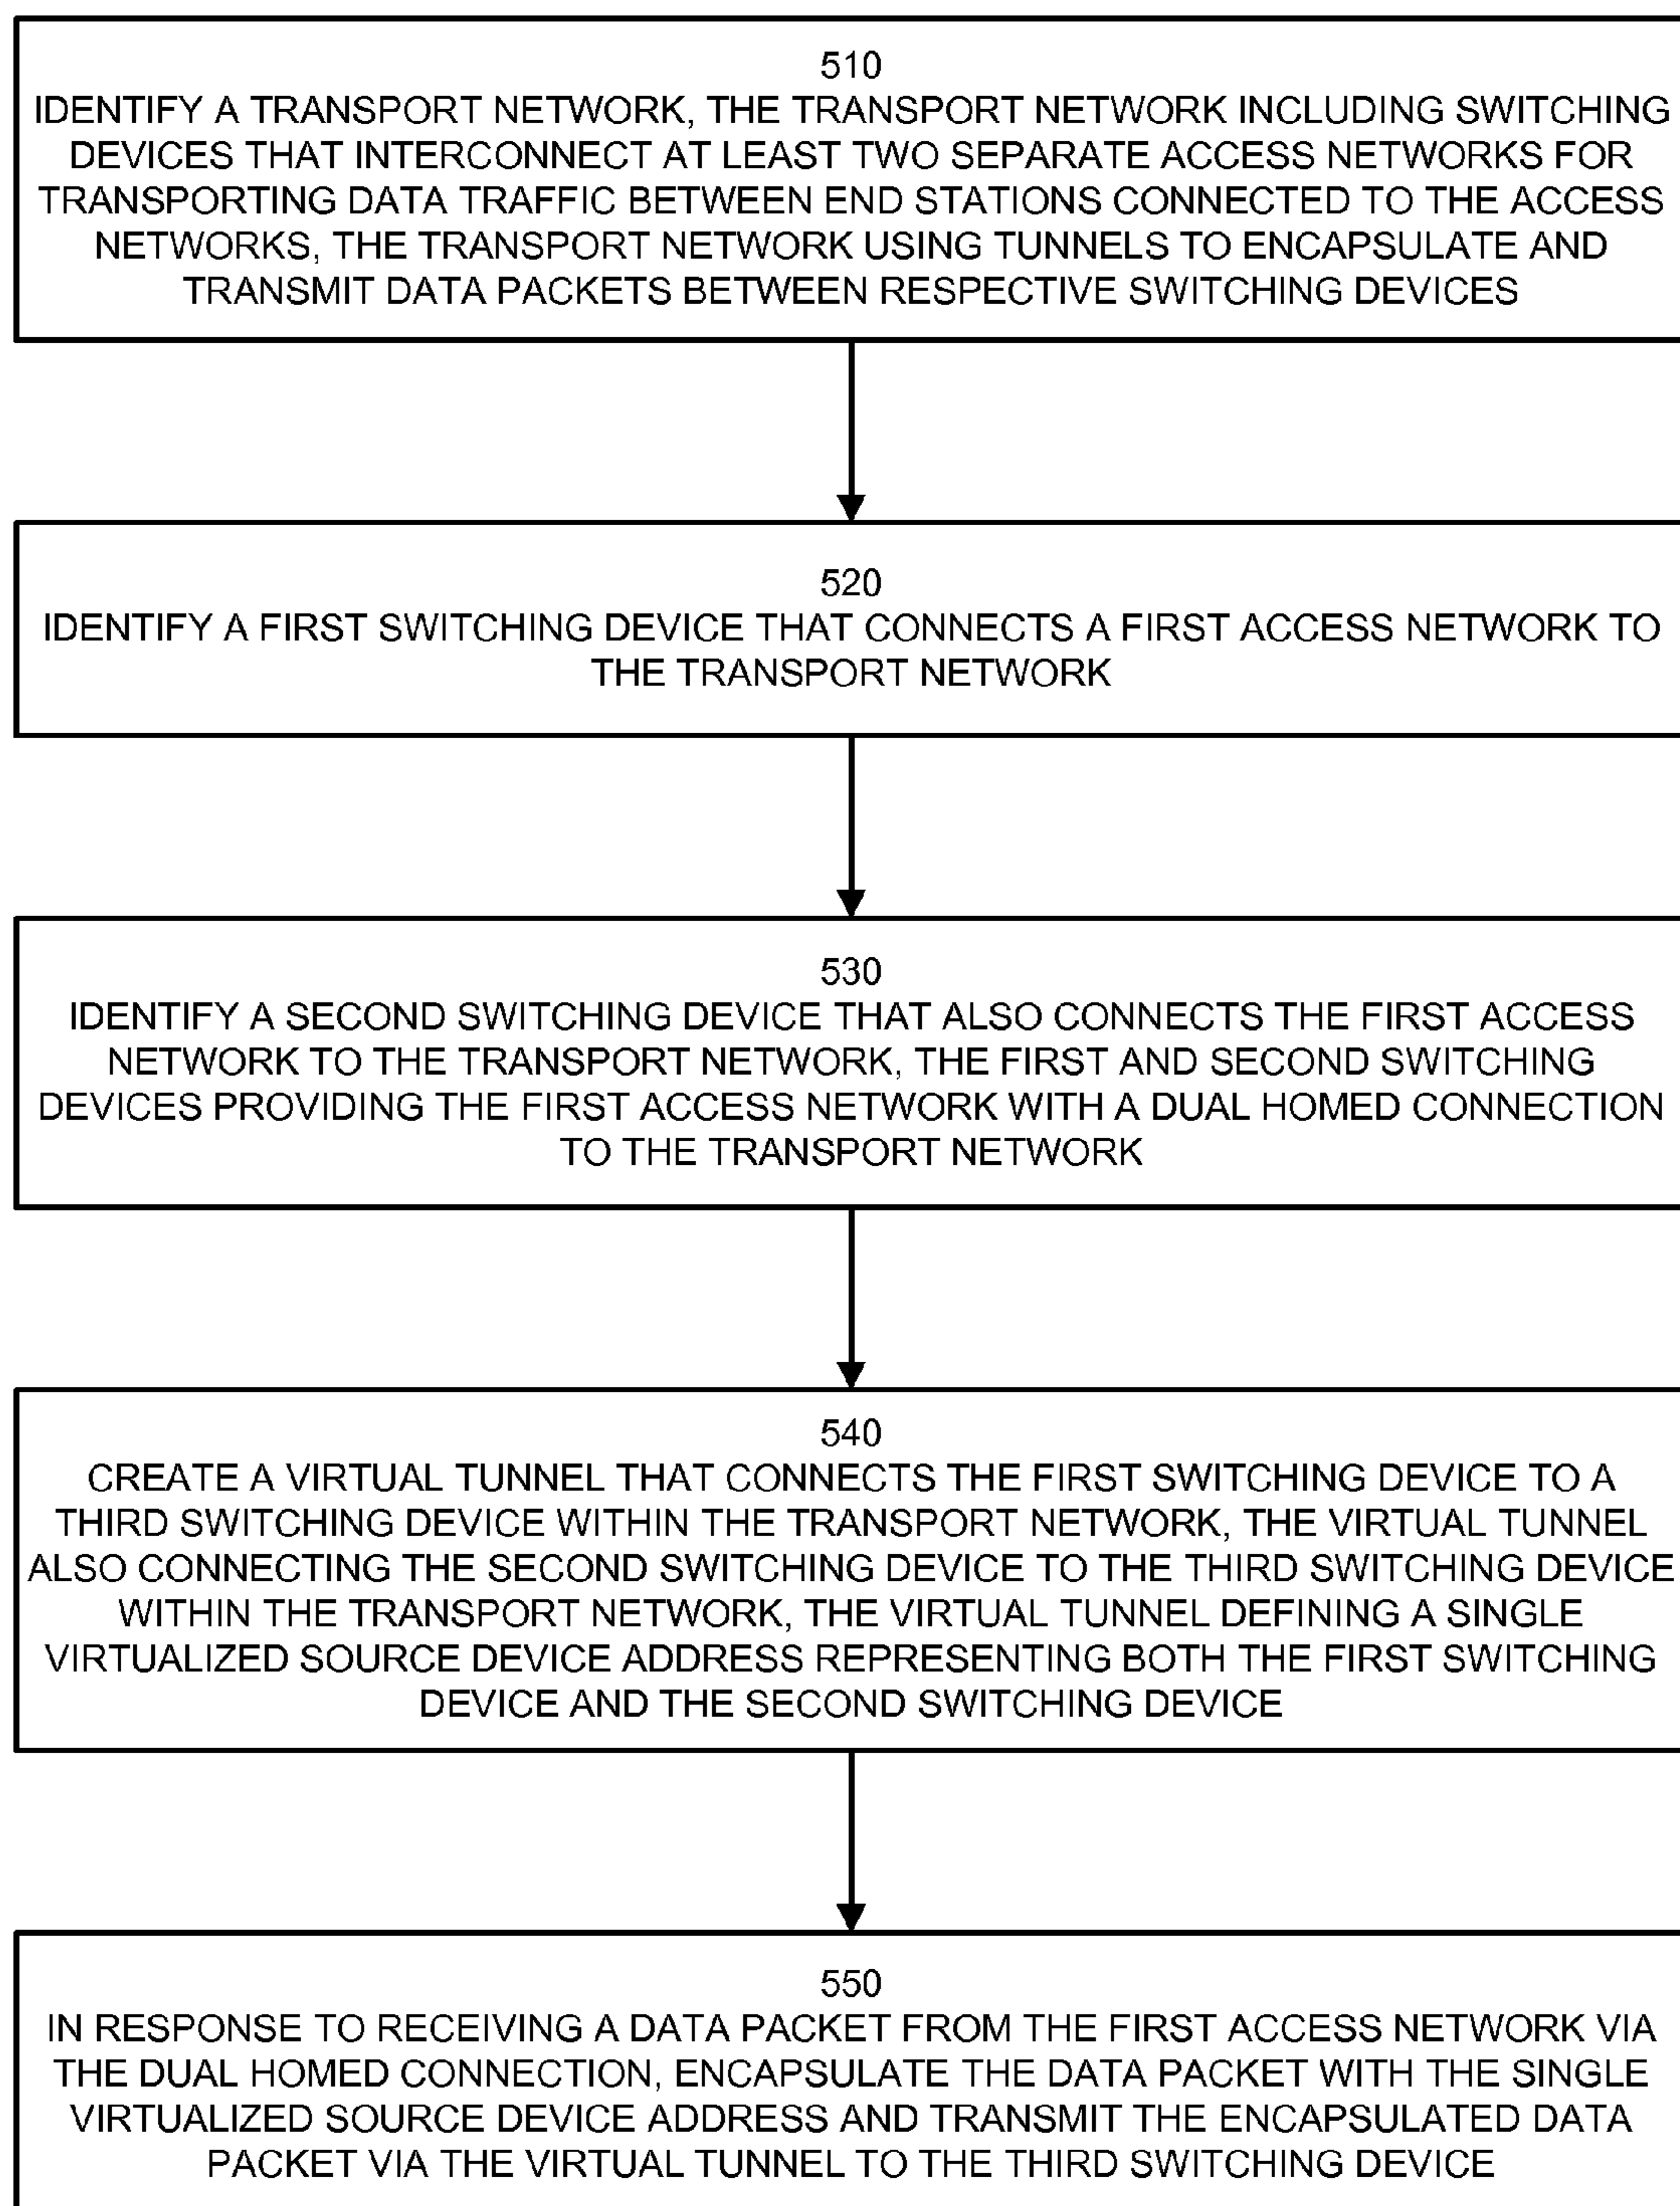 510
IDENTIFY A TRANSPORT NETWORK, THE TRANSPORT NETWORK INCLUDING SWITCHING
DEVICES THAT INTERCONNECT AT LEAST TWO SEPARATE ACCESS NETWORKS FOR
TRANSPORTING DATA TRAFFIC BETWEEN END STATIONS CONNECTED TO THE ACCESS
NETWORKS, THE TRANSPORT NETWORK USING TUNNELS TO ENCAPSULATE AND
TRANSMIT DATA PACKETS BETWEEN RESPECTIVE SWITCHING DEVICES
520
IDENTIFY A FIRST SWITCHING DEVICE THAT CONNECTS A FIRST ACCESS NETWORK TO
THE TRANSPORT NETWORK
530
IDENTIFY A SECOND SWITCHING DEVICE THAT ALSO CONNECTS THE FIRST ACCESS
NETWORK TO THE TRANSPORT NETWORK, THE FIRST AND SECOND SWITCHING
DEVICES PROVIDING THE FIRST ACCESS NETWORK WITH A DUAL HOMED CONNECTION
TO THE TRANSPORT NETWORK
540
CREATE A VIRTUAL TUNNEL THAT CONNECTS THE FIRST SWITCHING DEVICE TO A
THIRD SWITCHING DEVICE WITHIN THE TRANSPORT NETWORK, THE VIRTUAL TUNNEL
ALSO CONNECTING THE SECOND SWITCHING DEVICE TO THE THIRD SWITCHING DEVICE
WITHIN THE TRANSPORT NETWORK, THE VIRTUAL TUNNEL DEFINING A SINGLE
VIRTUALIZED SOURCE DEVICE ADDRESS REPRESENTING BOTH THE FIRST SWITCHING
DEVICE AND THE SECOND SWITCHING DEVICE
550
IN RESPONSE TO RECEIVING A DATA PACKET FROM THE FIRST ACCESS NETWORK VIA
THE DUAL HOMED CONNECTION, ENCAPSULATE THE DATA PACKET WITH THE SINGLE
VIRTUALIZED SOURCE DEVICE ADDRESS AND TRANSMIT THE ENCAPSULATED DATA
PACKET VIA THE VIRTUAL TUNNEL TO THE THIRD SWITCHING DEVICE